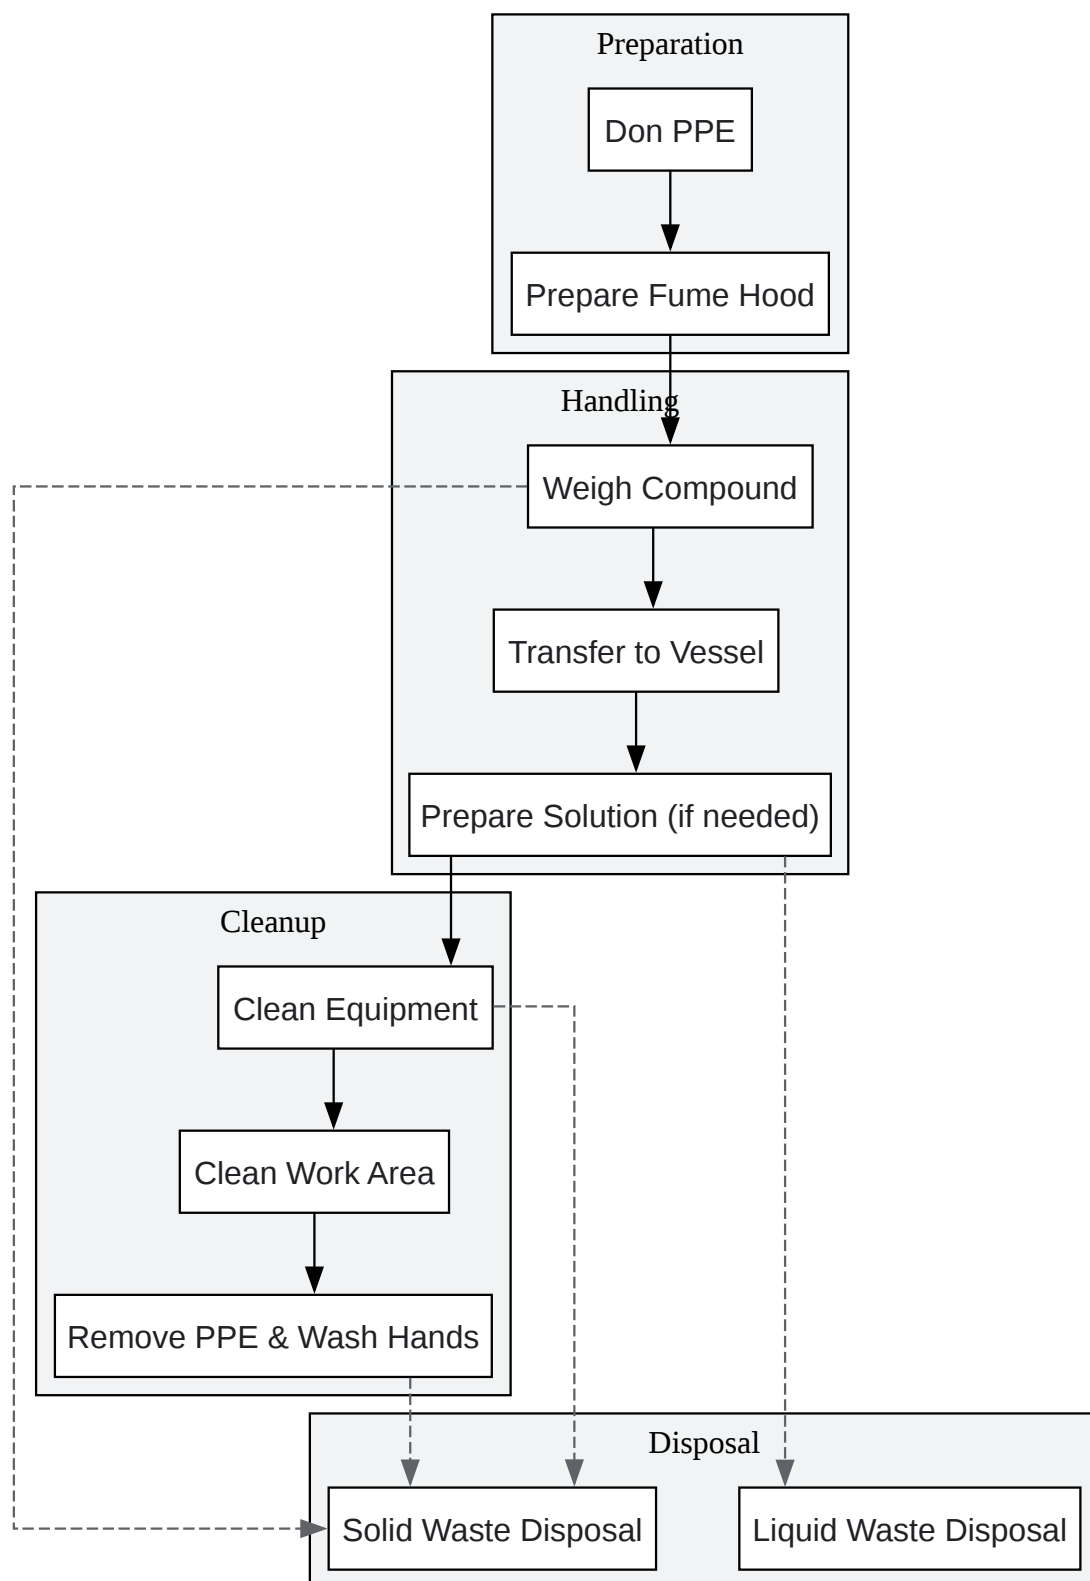 Preparation
Don PPE
Prepare Fume Hood
Handling
Weigh Compound
Transfer to Vessel
Prepare Solution (if needed)
Cleanup
Clean Equipment
Clean Work Area
Remove PPE & Wash Hands
Disposal
Solid Waste Disposal
Liquid Waste Disposal